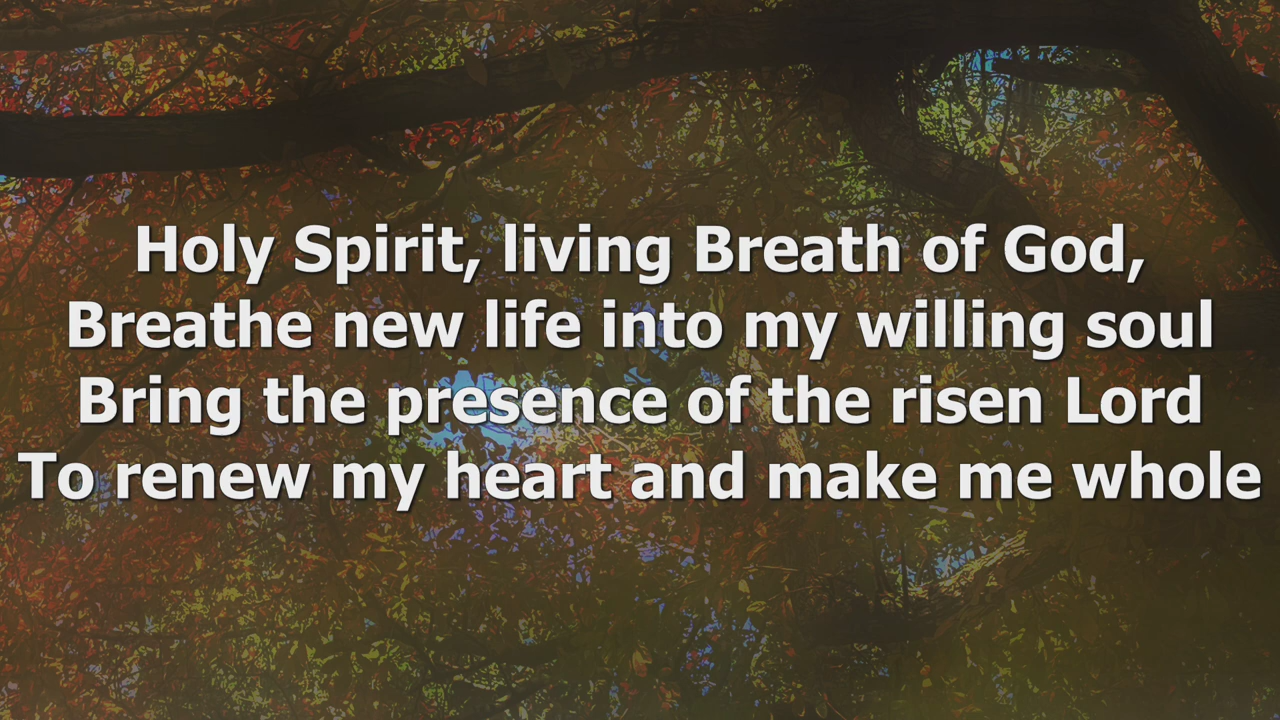 Holy Spirit, living Breath of God,
Breathe new life into my willing soul
Bring the presence of the risen Lord
To renew my heart and make me whole